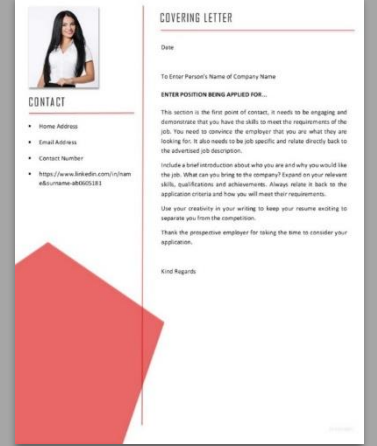 COVERING LETTER
Date
To Enter Person's Name of Company Name
ENTER POSITION BEING APPLIED FOR...
This section is the first point of contact, it needs to be engaging and
demonstrate that you have the skills to meet the requirements of the
job. You need to convince the employer that you are what they are
looking for. It also needs to be job specific and relate directly back to
the advertised job description.
Include a brief introduction about who you are and why you would like
the job. What can you bring to the company? Expand on your relevant
skills, qualifications and achievements. Always relate it back to the
application criteria and how you will meet their requirements.
Use your creativity in your writing to keep your resume exciting to
separate you from the competition.
Thank the prospective employer for taking the time to consider your
application.
Kind Regards
CONTACT
• Home Address
• Email Address
• Contact Number
• https://www.linkedin.com/in/nam
e&surname-ab0605181